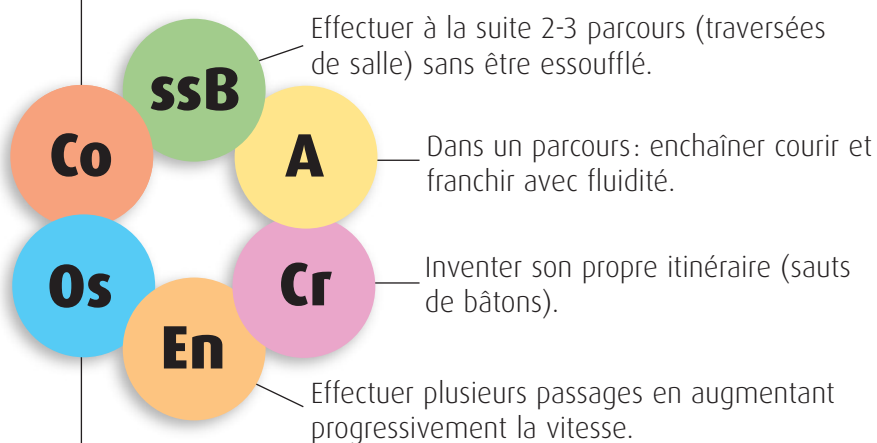 Effectuer à la suite 2-3 parcours (traversées
de salle) sans être essoufflé.
ssB
Co
A
Dans un parcours: enchaîner courir et
franchir avec fluidité.
Os
Cr
Inventer son propre itinéraire (sauts
de bâtons).
En
Effectuer plusieurs passages en augmentant
progressivement la vitesse.